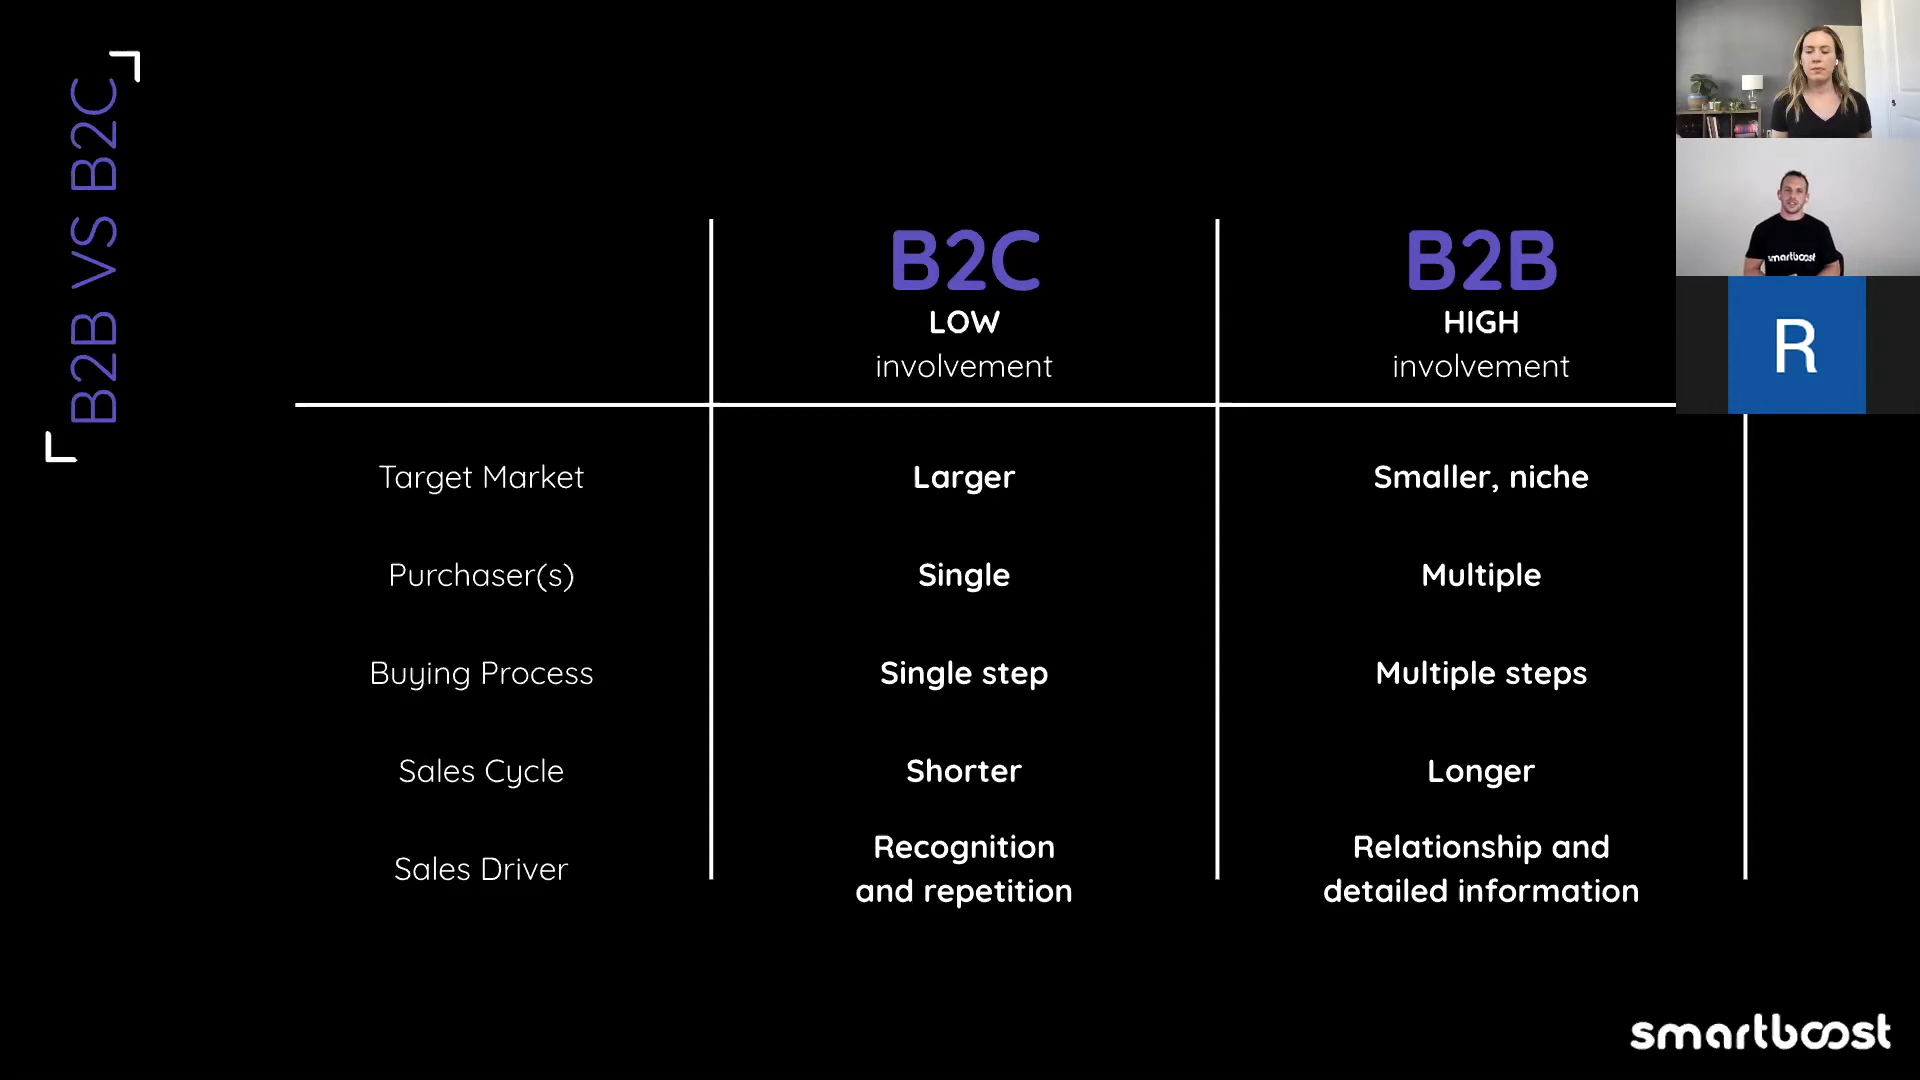 B2B VS B2C
B2C
B2B
LOW
HIGH
involvement
involvement
Target Market
Larger
Smaller, niche
Purchaser(s)
Single
Multiple
Buying Process
Single step
Multiple steps
Sales Cycle
Shorter
Longer
Sales Driver
Recognition
and repetition
Relationship and
detailed information
smartboost
R
smartboost